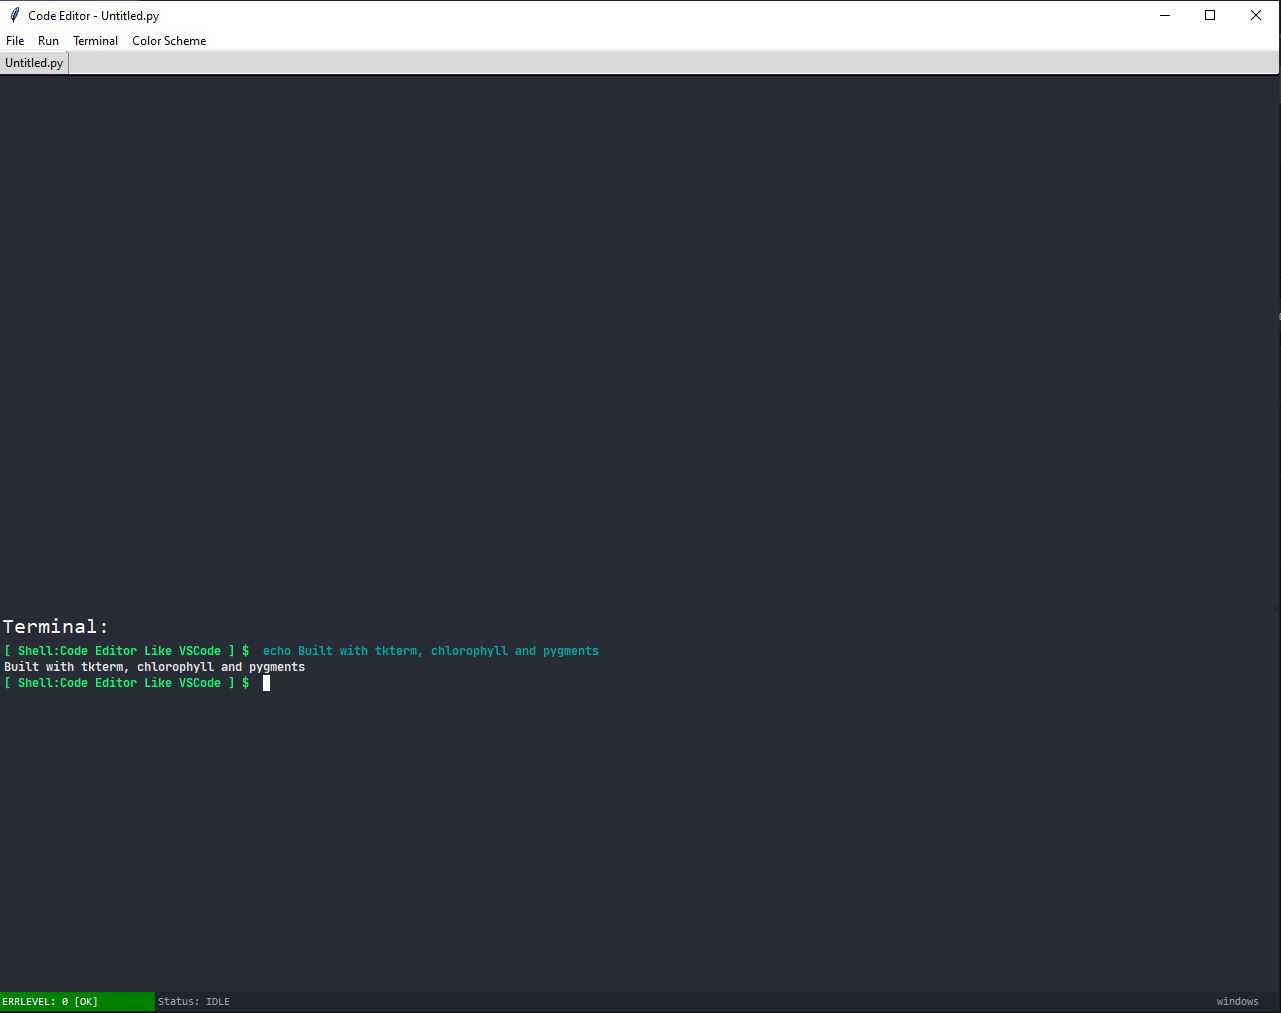 Code Editor - Untitled.py
File Run Terminal Color Scheme
Untitled.py
Terminal:
[ Shell:Code Editor Like VSCode ] $ echo Built with tkterm, chlorophyll and pygments
Built with tkterm, chlorophyll and pygments
[ Shell:Code Editor Like VSCode ] $
ERRLEVEL: 0 [OK] Status: IDLE windows